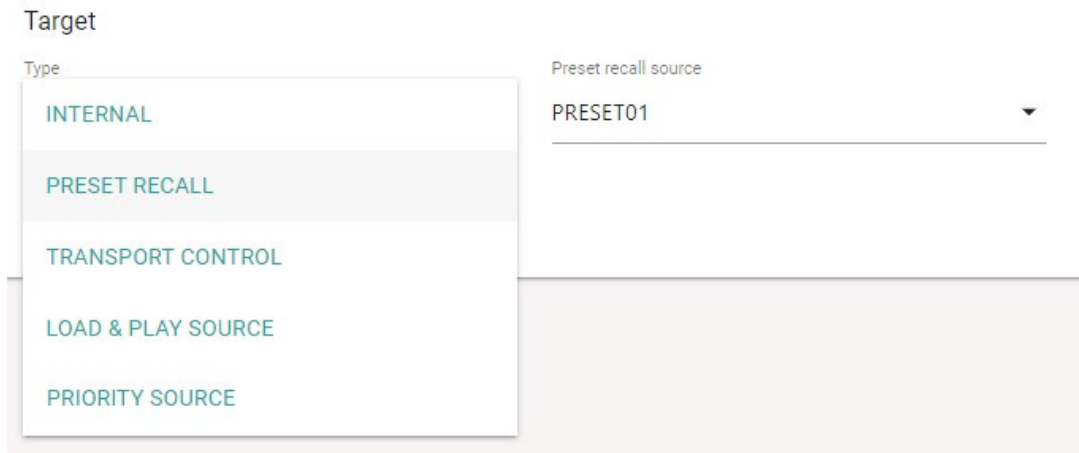 Target
Type
Preset recall source
INTERNAL
PRESET01
PRESET RECALL
TRANSPORT CONTROL
LOAD & PLAY SOURCE
PRIORITY SOURCE